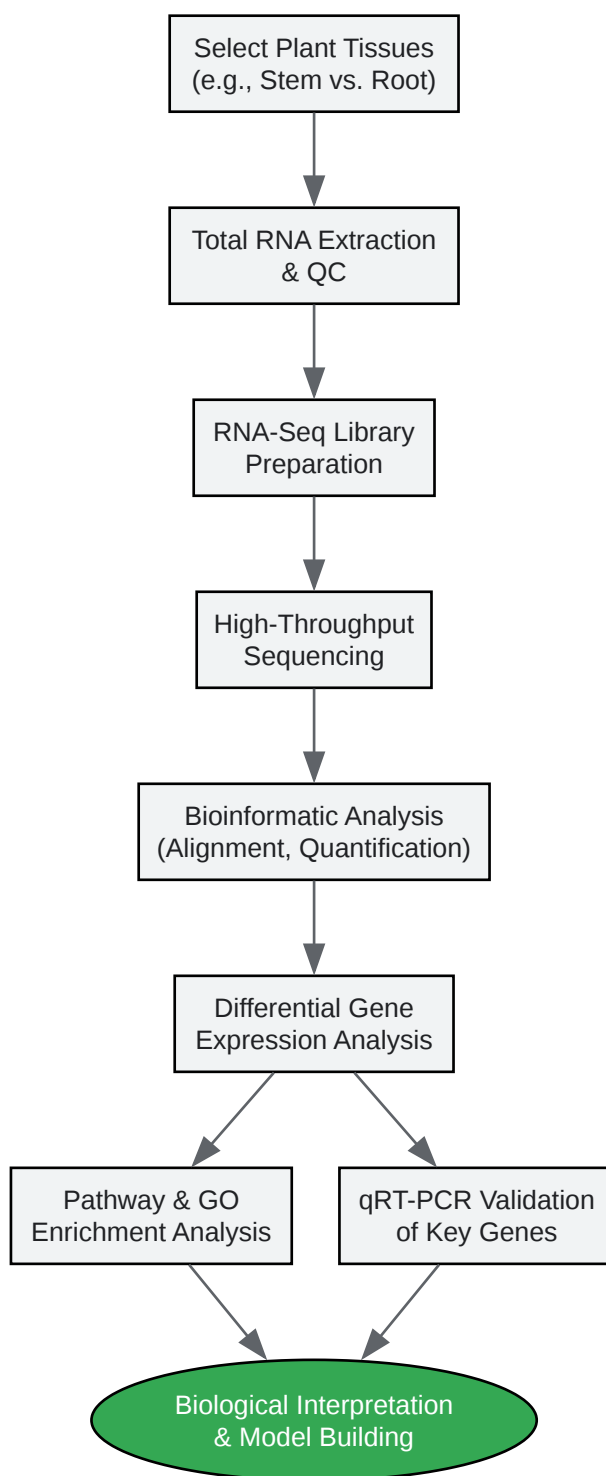 Select Plant Tissues
(e.g., Stem vs. Root)
Total RNA Extraction
& QC
RNA-Seq Library
Preparation
High-Throughput
Sequencing
Bioinformatic Analysis
(Alignment, Quantification)
Differential Gene
Expression Analysis
Pathway & GO
Enrichment Analysis
qRT-PCR Validation
of Key Genes
Biological Interpretation
& Model Building